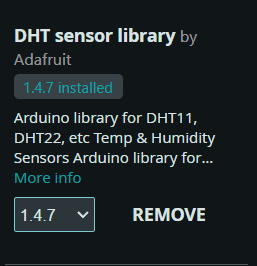 DHT sensor library by
Adafruit
1.4.7 installed
Arduino library for DHT11,
DHT22, etc Temp & Humidity
Sensors Arduino library for...
More info
1.4.7 REMOVE